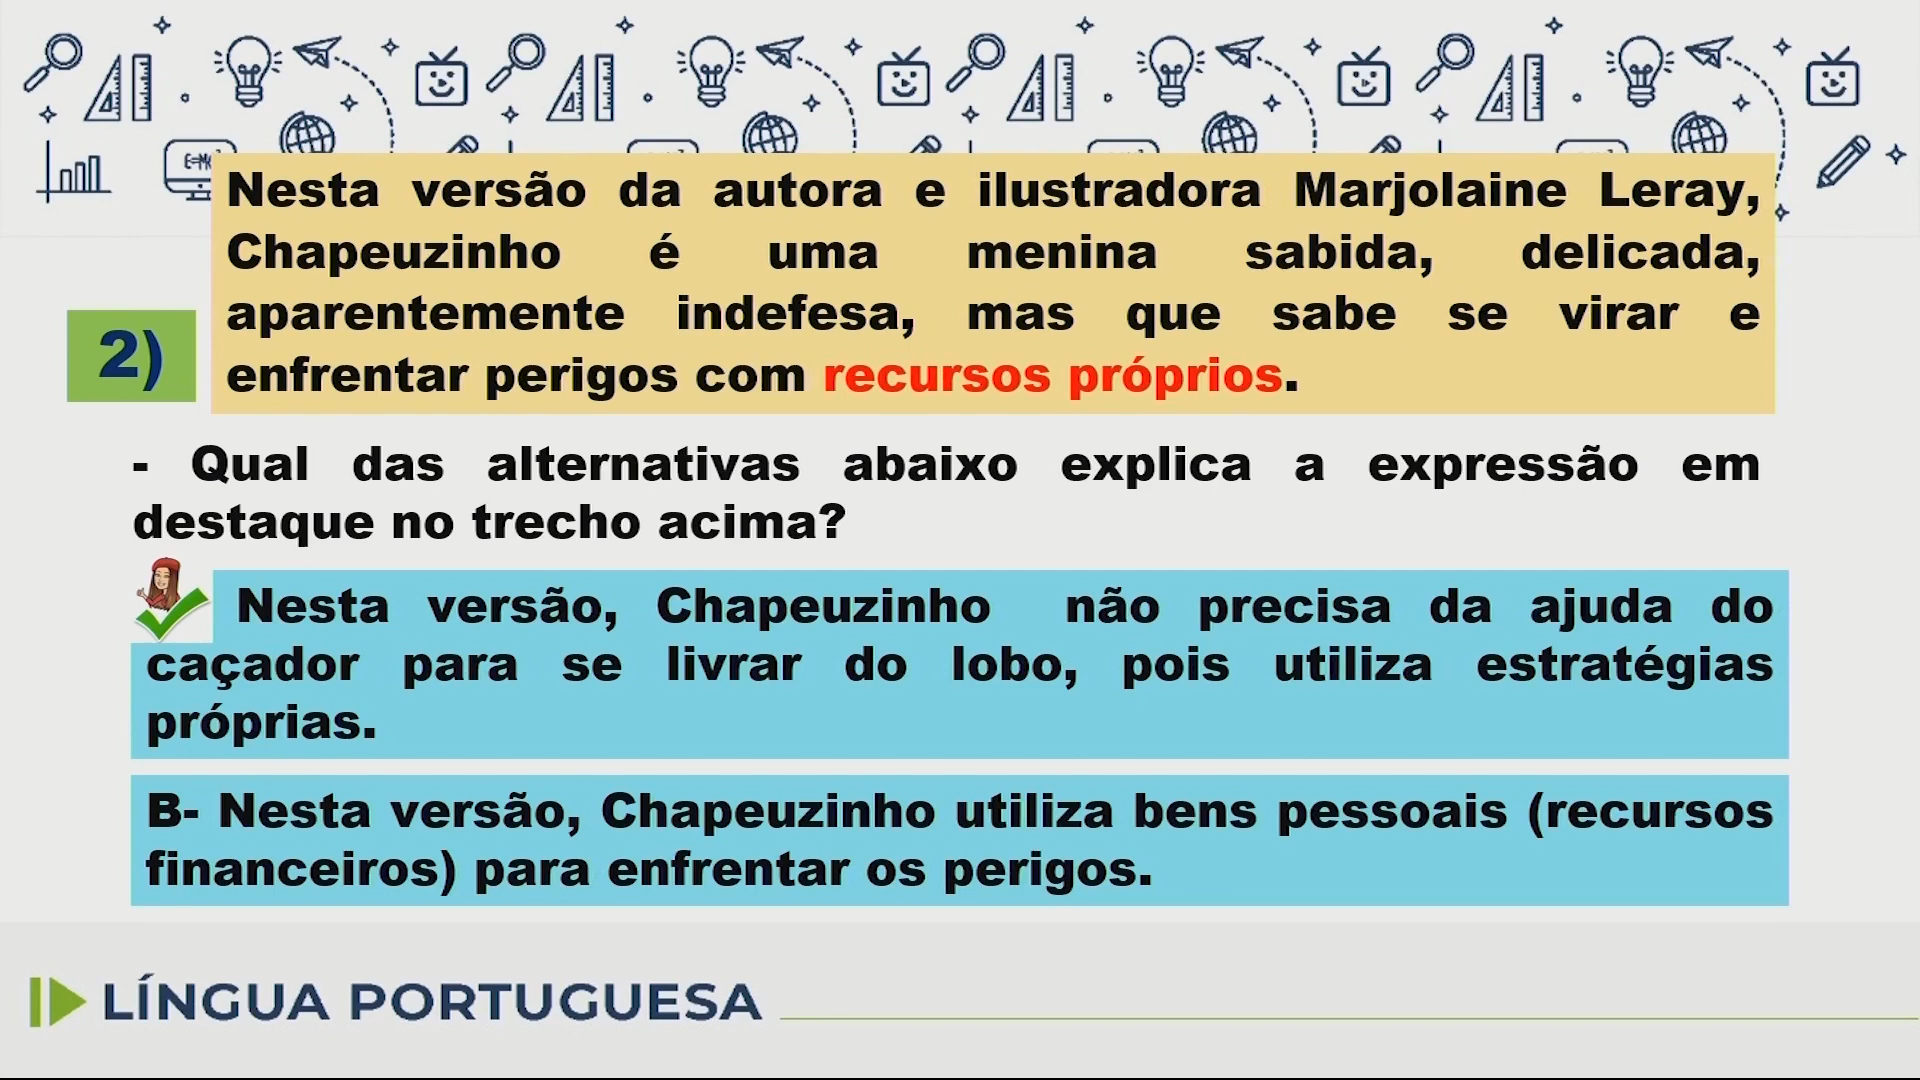 E=MC
Nesta versão da autora e ilustradora Marjolaine Leray,
Chapeuzinho é uma menina sabida, delicada,
aparentemente indefesa, mas que sabe se virar e
2)
enfrentar perigos com recursos próprios.
- Qual das alternativas abaixo explica a expressão em
destaque no trecho acima?
Nesta versão, Chapeuzinho não precisa da ajuda do
caçador para se livrar do lobo, pois utiliza estratégias
próprias.
B- Nesta versão, Chapeuzinho utiliza bens pessoais (recursos
financeiros) para enfrentar os perigos.
LÍNGUA PORTUGUESA